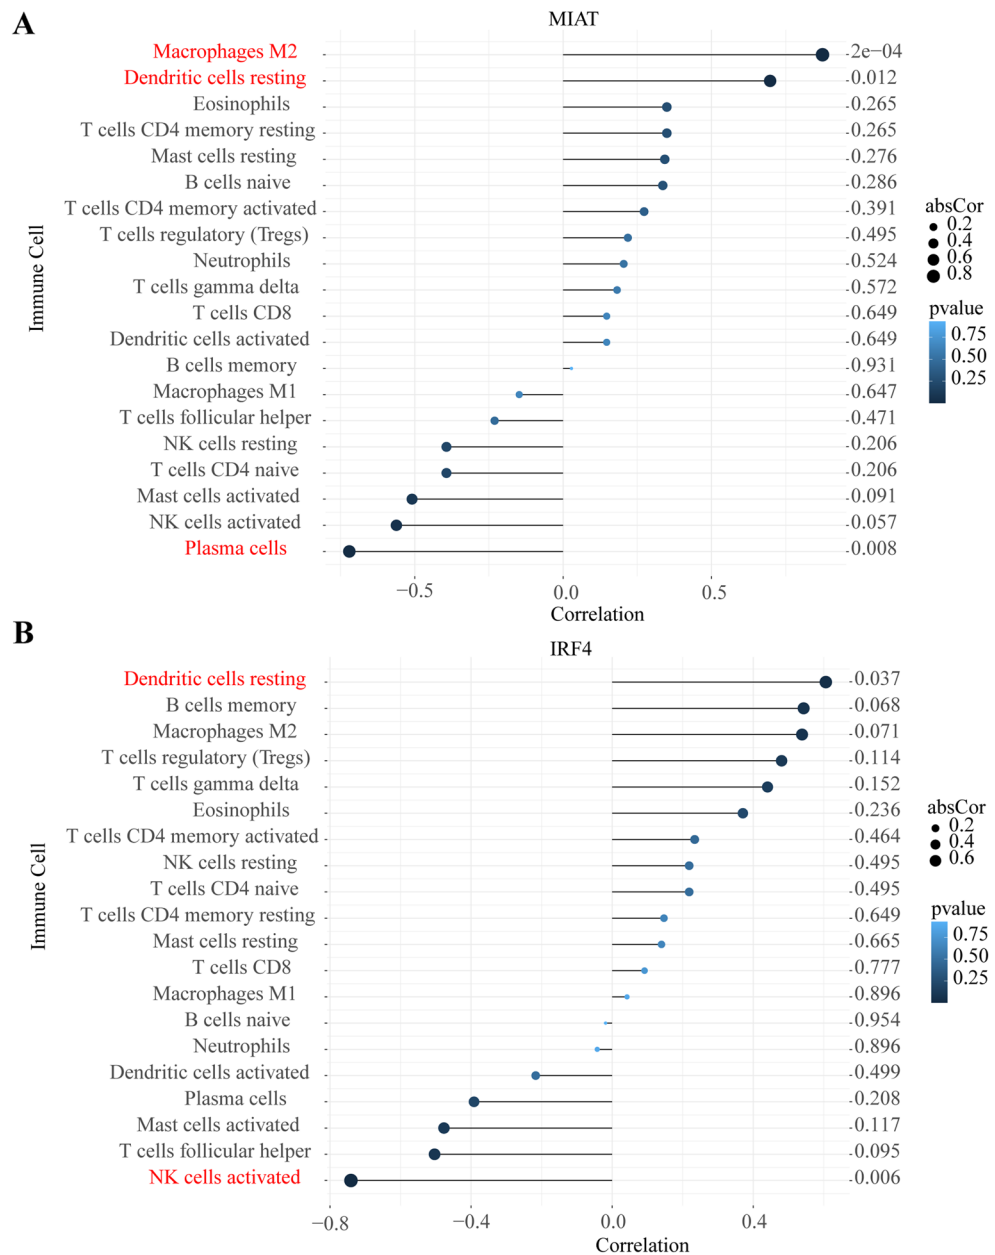 A
MIAT
Macrophages M2 2e−04
Dendritic cells resting 0.012
Eosinophils 0.265
T cells CD4 memory resting 0.265
Mast cells resting 0.276
B cells naive 0.286
T cells CD4 memory activated 0.391
T cells regulatory (Tregs) 0.495
Neutrophils 0.524
T cells gamma delta 0.572
T cells CD8 0.649
Dendritic cells activated 0.649
B cells memory 0.931
Macrophages M1 0.647
T cells follicular helper 0.471
NK cells resting 0.206
T cells CD4 naive 0.206
Mast cells activated 0.091
NK cells activated 0.057
Plasma cells 0.008
Immune Cell
−0.5 0.0 0.5
Correlation
absCor
0.2
0.4
0.6
0.8
pvalue
0.75
0.50
0.25
B
IRF4
Dendritic cells resting 0.037
B cells memory 0.068
Macrophages M2 0.071
T cells regulatory (Tregs) 0.114
T cells gamma delta 0.152
Eosinophils 0.236
T cells CD4 memory activated 0.464
NK cells resting 0.495
T cells CD4 naive 0.495
T cells CD4 memory resting 0.649
Mast cells resting 0.665
T cells CD8 0.777
Macrophages M1 0.896
B cells naive 0.954
Neutrophils 0.896
Dendritic cells activated 0.499
Plasma cells 0.208
Mast cells activated 0.117
T cells follicular helper 0.095
NK cells activated 0.006
Immune Cell
−0.8 −0.4 0.0 0.4
Correlation
absCor
0.2
0.4
0.6
pvalue
0.75
0.50
0.25